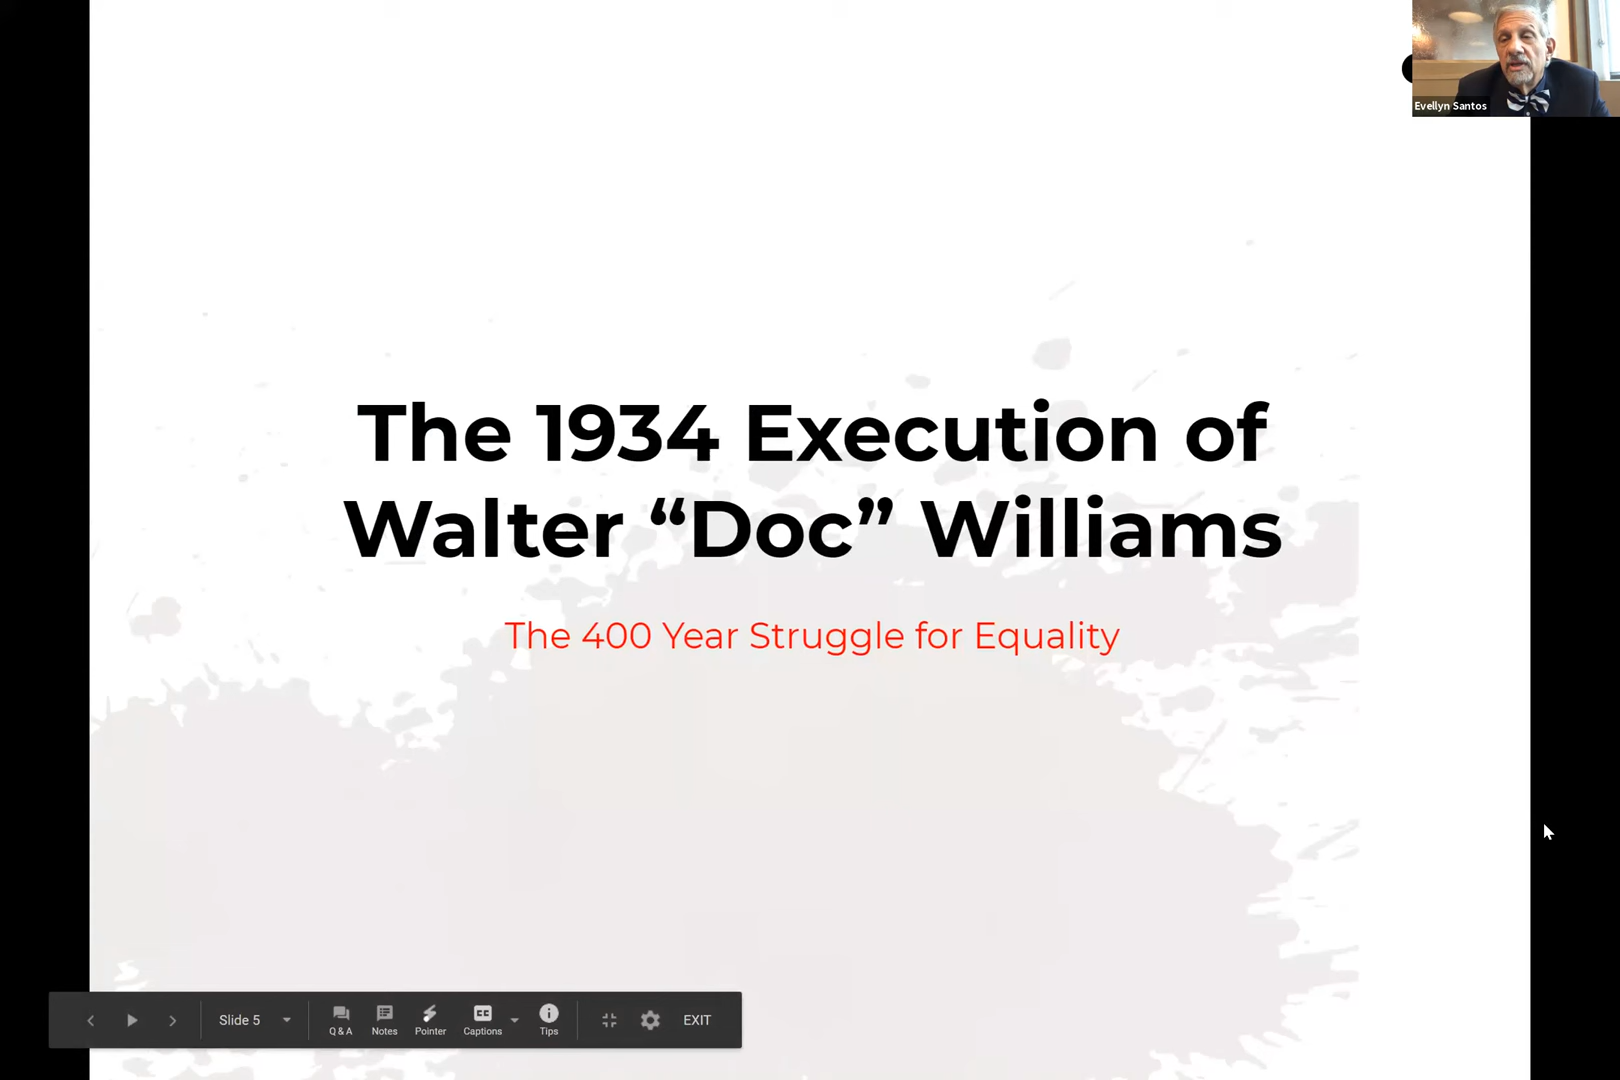 Evellyn Santos
The 1934 Execution of
Walter “Doc” Williams
The 400 Year Struggle for Equality
Slide 5
Q & A
Notes
Pointer
CC
Captions
Tips
EXIT